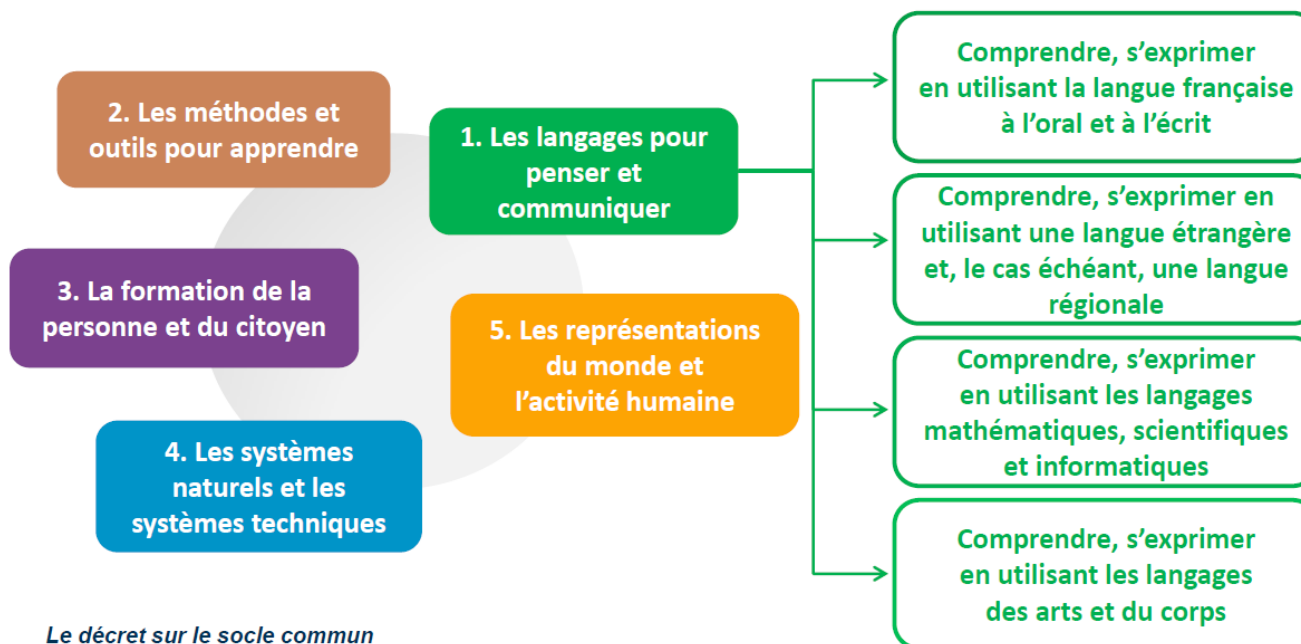 2. Les méthodes et
outils pour apprendre
1. Les langages pour
penser et
communiquer
3. La formation de la
personne et du citoyen
5. Les représentations
du monde et
l’activité humaine
4. Les systèmes
naturels et les
systèmes techniques
Comprendre, s’exprimer
en utilisant la langue française
à l’oral et à l’écrit
Comprendre, s’exprimer en
utilisant une langue étrangère
et, le cas échéant, une langue
régionale
Comprendre, s’exprimer
en utilisant les langages
mathématiques, scientifiques
et informatiques
Comprendre, s’exprimer
en utilisant les langages
des arts et du corps
Le décret sur le socle commun